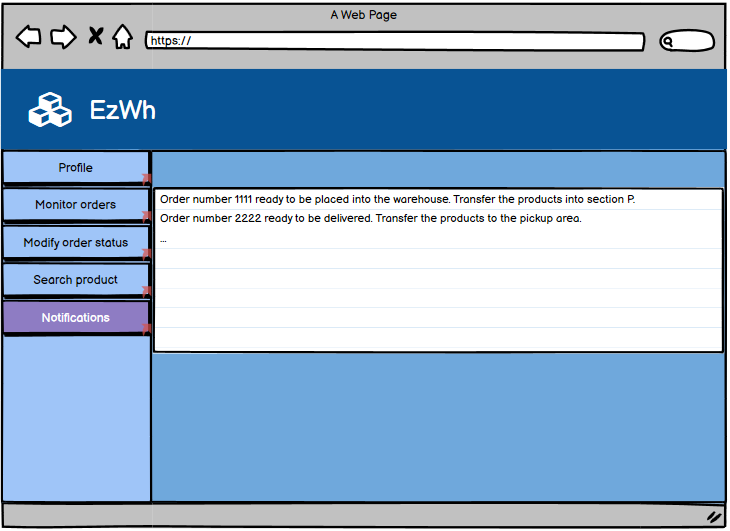 A Web Page
https://
EzWh
Profile
Monitor orders
Modify order status
Search product
Notifications
Order number 1111 ready to be placed into the warehouse. Transfer the products into section P.
Order number 2222 ready to be delivered. Transfer the products to the pickup area.
...